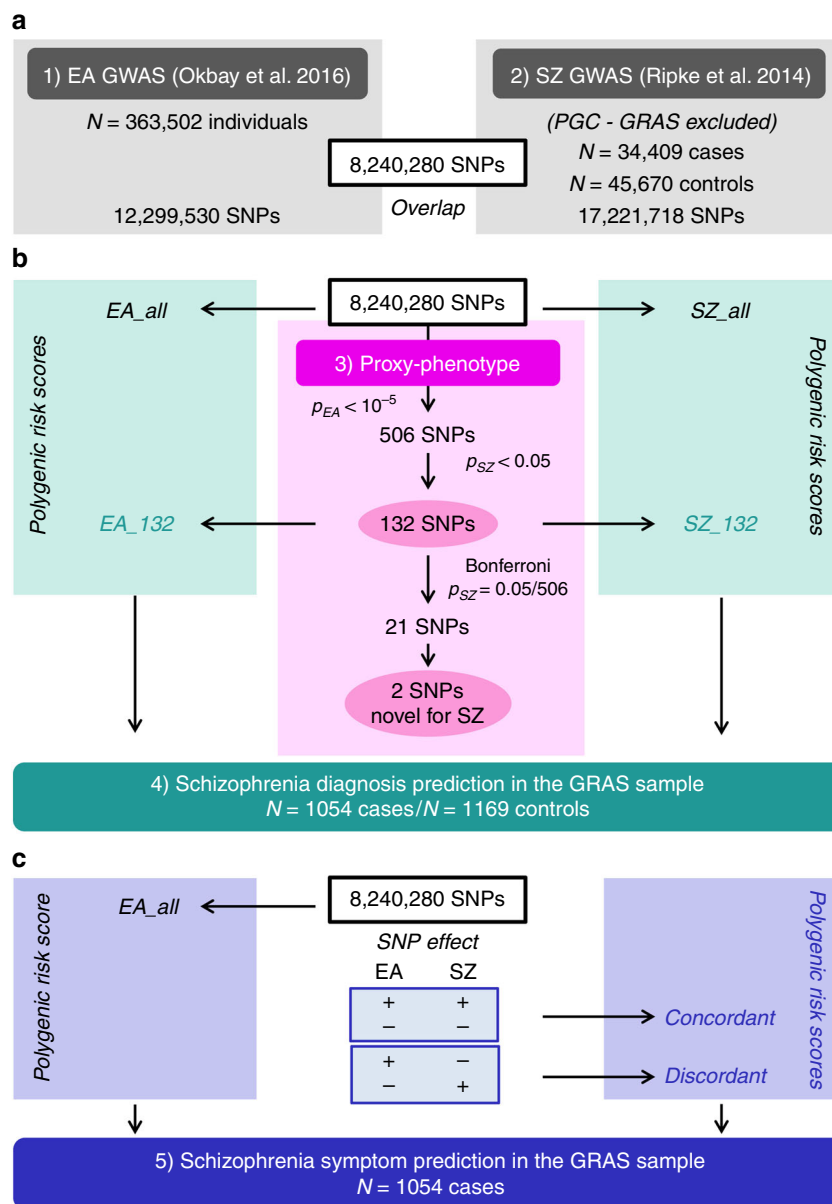 a
1) EA GWAS (Okbay et al. 2016)
N = 363,502 individuals
12,299,530 SNPs
8,240,280 SNPs
Overlap
2) SZ GWAS (Ripke et al. 2014)
(PGC - GRAS excluded)
N = 34,409 cases
N = 45,670 controls
17,221,718 SNPs
b
Polygenic risk scores
EA_all
8,240,280 SNPs
SZ_all
Polygenic risk scores
3) Proxy-phenotype
pEA < 10⁻⁵
506 SNPs
pSZ < 0.05
EA_132
132 SNPs
SZ_132
Bonferroni
pSZ = 0.05/506
21 SNPs
2 SNPs
novel for SZ
4) Schizophrenia diagnosis prediction in the GRAS sample
N = 1054 cases/N = 1169 controls
c
Polygenic risk score
EA_all
8,240,280 SNPs
SNP effect
EA SZ
+ +
– –
Concordant
+ –
– +
Discordant
Polygenic risk scores
5) Schizophrenia symptom prediction in the GRAS sample
N = 1054 cases